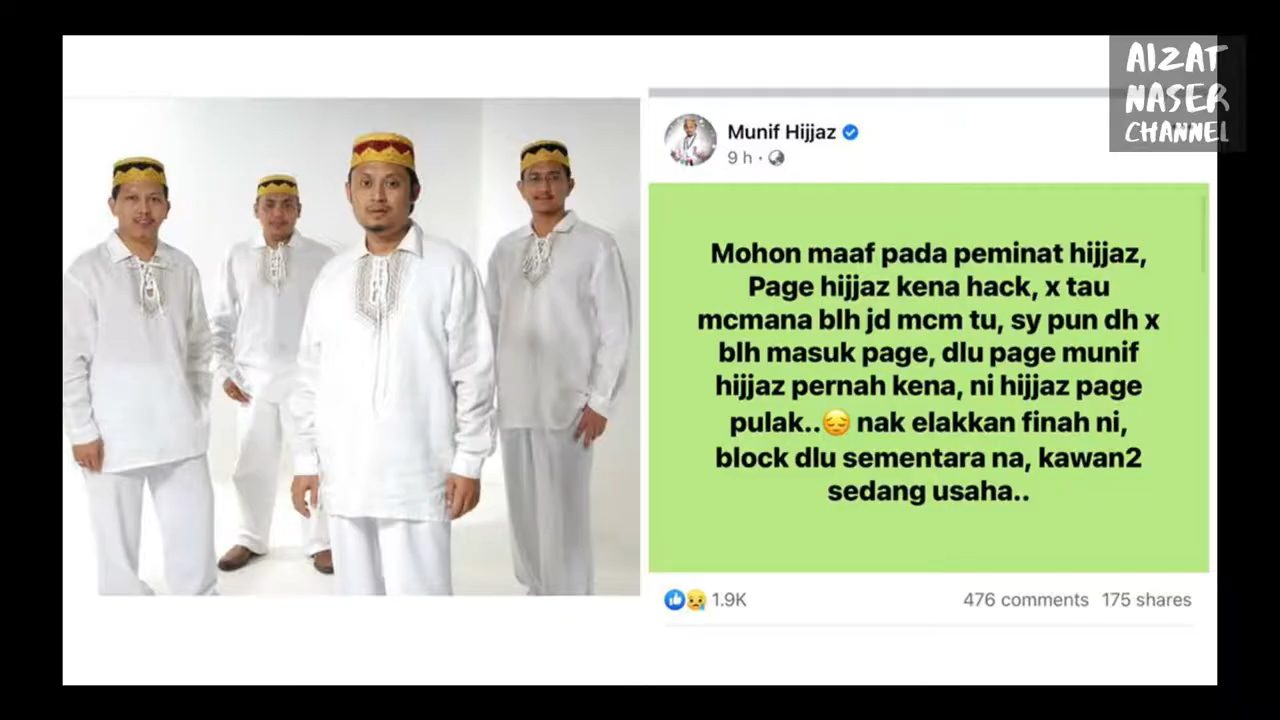 AIZAT
NASER
CHANNEL
Munif Hijjaz
9 h ·
Mohon maaf pada peminat hijjaz,
Page hijjaz kena hack, x tau
mcmana blh jd mcm tu, sy pun dh x
blh masuk page, dlu page munif
hijjaz pernah kena, ni hijjaz page
pulak..😔 nak elakkan finah ni,
block dlu sementara na, kawan2
sedang usaha..
1.9K
476 comments 175 shares